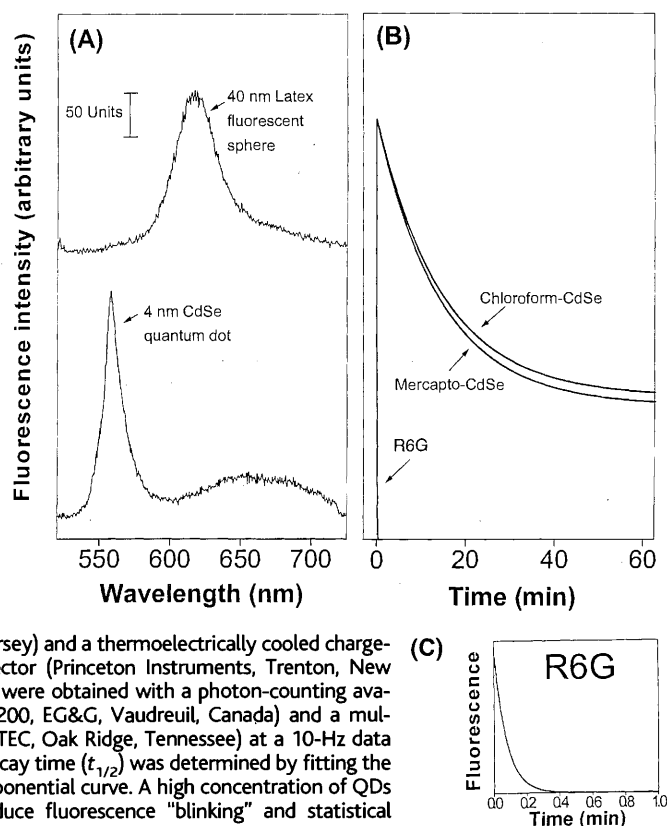 Fluorescence intensity (arbitrary units)
(A)
50 Units
40 nm Latex
fluorescent
sphere
4 nm CdSe
quantum dot
550 600 650 700
Wavelength (nm)
(B)
Chloroform-CdSe
Mercapto-CdSe
R6G
0 20 40 60
Time (min)
rsey) and a thermoelectrically cooled charge-
ector (Princeton Instruments, Trenton, New
were obtained with a photon-counting ava-
200, EG&G, Vaudreuil, Canada) and a mul-
TEC, Oak Ridge, Tennessee) at a 10-Hz data
cay time (t1/2) was determined by fitting the
ponential curve. A high concentration of QDs
duce fluorescence "blinking" and statistical
(C)
Fluorescence
R6G
0.0 0.2 0.4 0.6 0.8 1.0
Time (min)